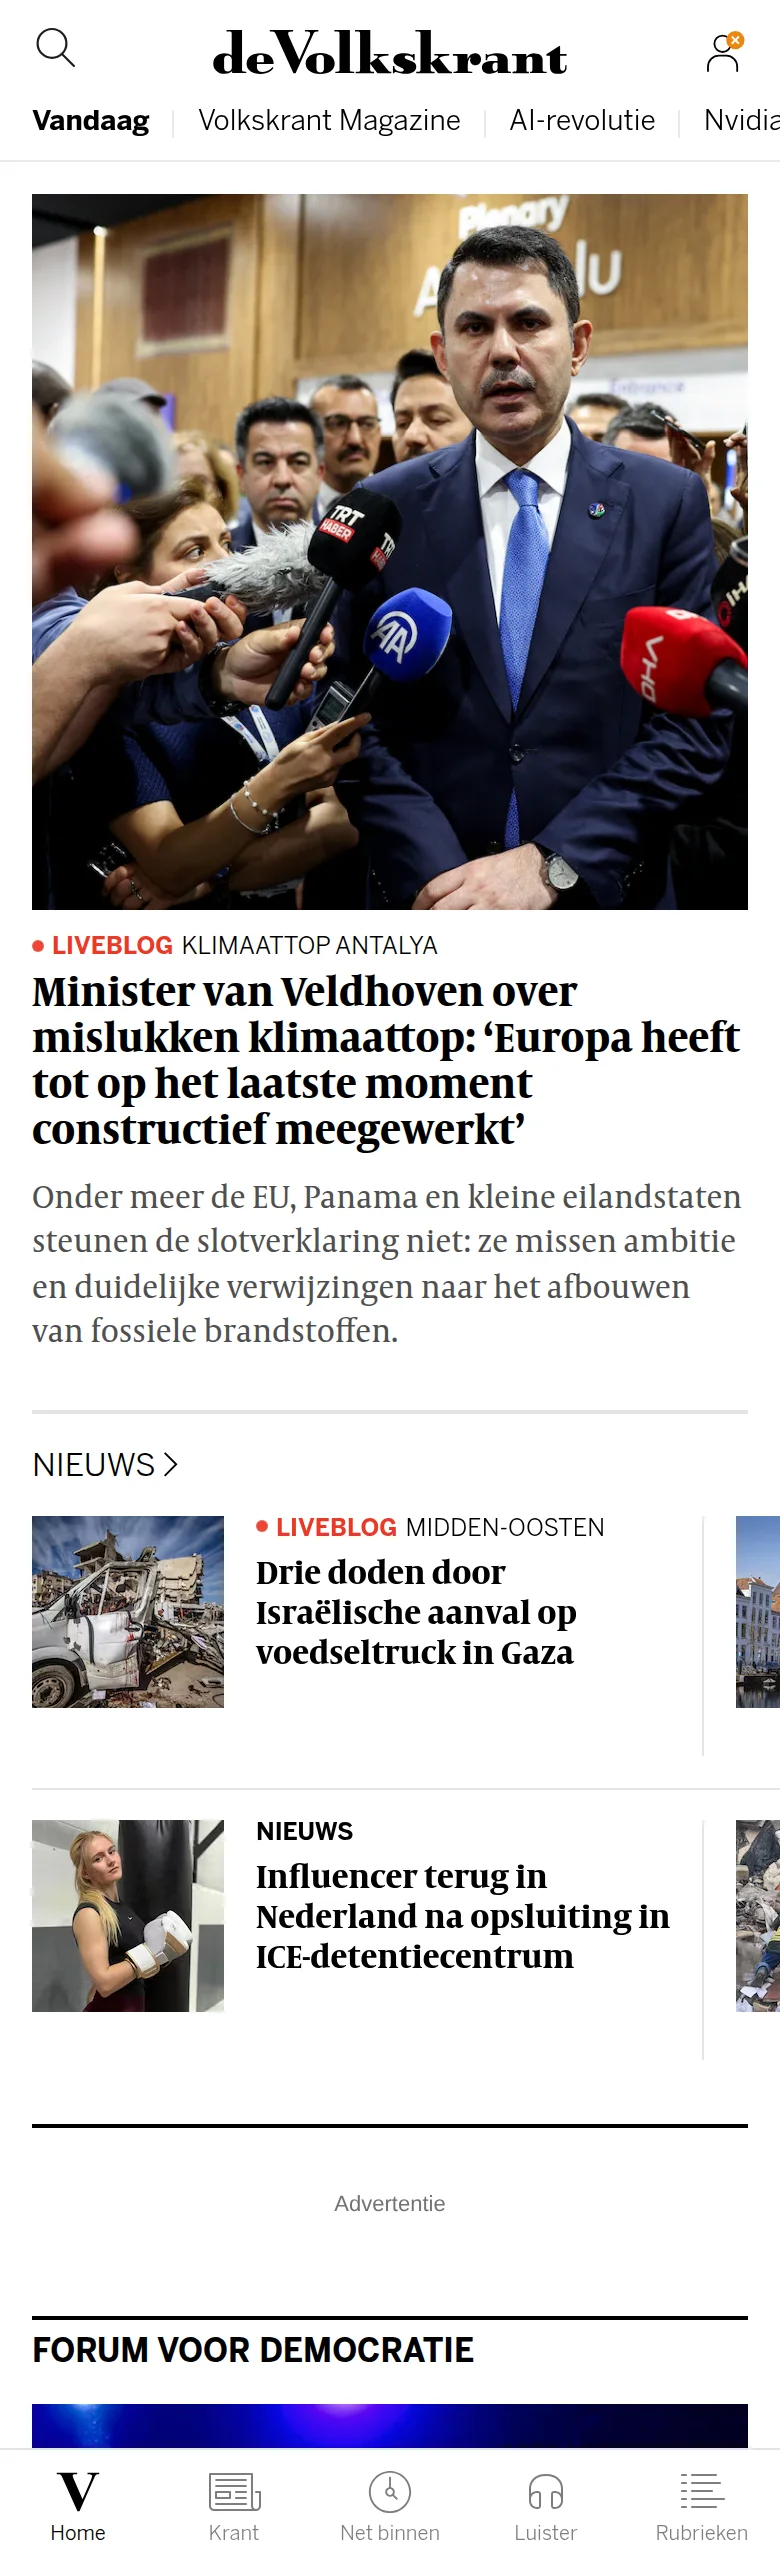 deVolkskrant
Vandaag
Volkskrant Magazine
AI-revolutie
Nvidia
Plenary
Entrance
TRT
HABER
AA
DHA
IHA
LIVEBLOG KLIMAATTOP ANTALYA
Minister van Veldhoven over
mislukken klimaattop: ‘Europa heeft
tot op het laatste moment
constructief meegewerkt’
Onder meer de EU, Panama en kleine eilandstaten
steunen de slotverklaring niet: ze missen ambitie
en duidelijke verwijzingen naar het afbouwen
van fossiele brandstoffen.
NIEUWS
LIVEBLOG MIDDEN-OOSTEN
Drie doden door
Israëlische aanval op
voedseltruck in Gaza
NIEUWS
Influencer terug in
Nederland na opsluiting in
ICE-detentiecentrum
Advertentie
FORUM VOOR DEMOCRATIE
V
Home
Krant
Net binnen
Luister
Rubrieken